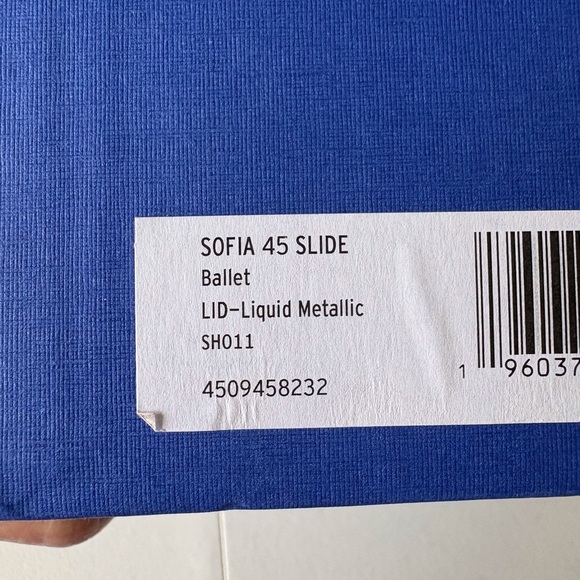 SOFIA 45 SLIDE
Ballet
LID-Liquid Metallic
SH011
4509458232
1 96037